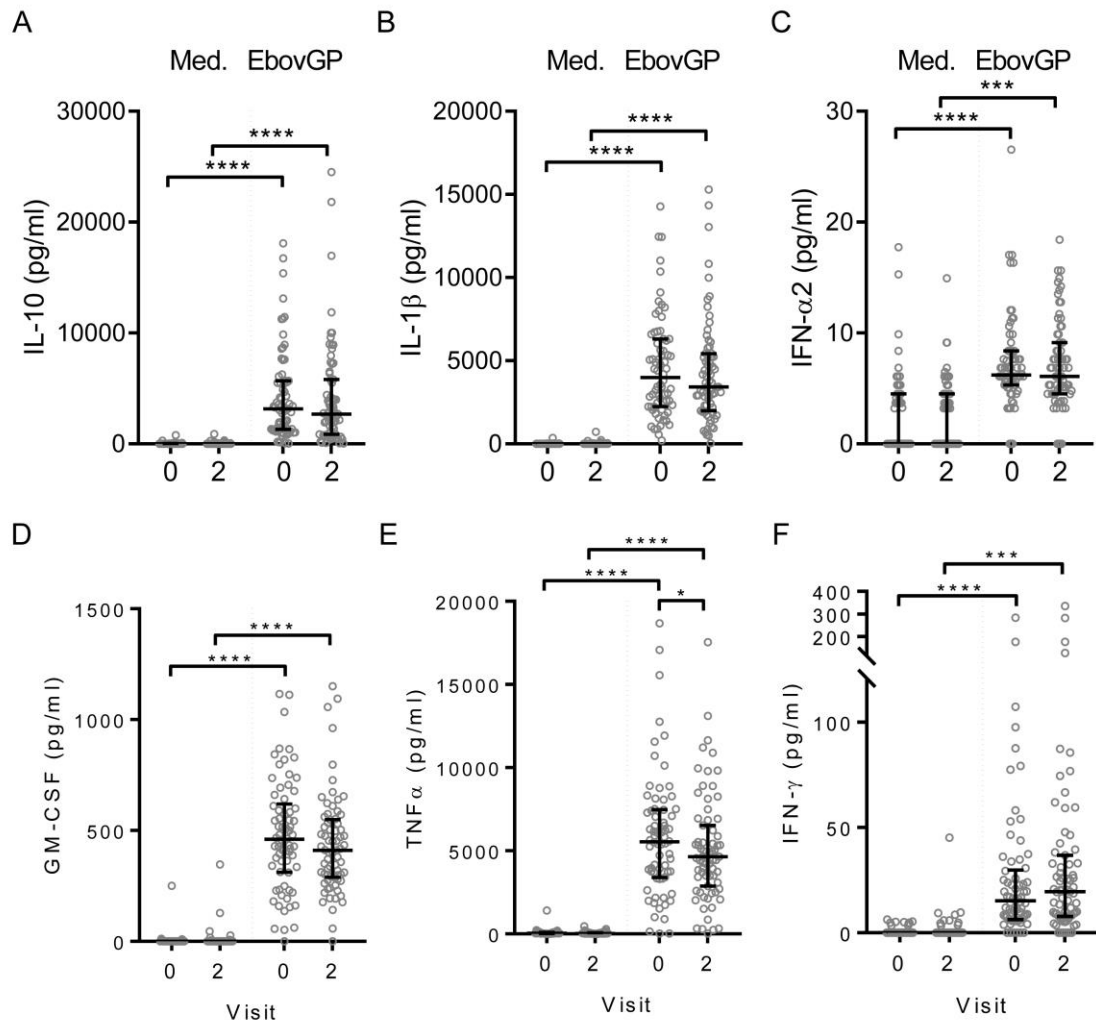 A
B
C
Med. EbovGP
Med. EbovGP
Med. EbovGP
IL-10 (pg/ml)
30000
20000
10000
0
****
****
0 2 0 2
IL-1β (pg/ml)
20000
15000
10000
5000
0
****
****
0 2 0 2
IFN-α2 (pg/ml)
30
20
10
0
***
****
0 2 0 2
D
E
F
GM-CSF (pg/ml)
1500
1000
500
0
****
****
0 2 0 2
Visit
TNFα (pg/ml)
20000
15000
10000
5000
0
****
****
*
0 2 0 2
Visit
IFN-γ (pg/ml)
400
300
200
100
50
0
***
****
0 2 0 2
Visit